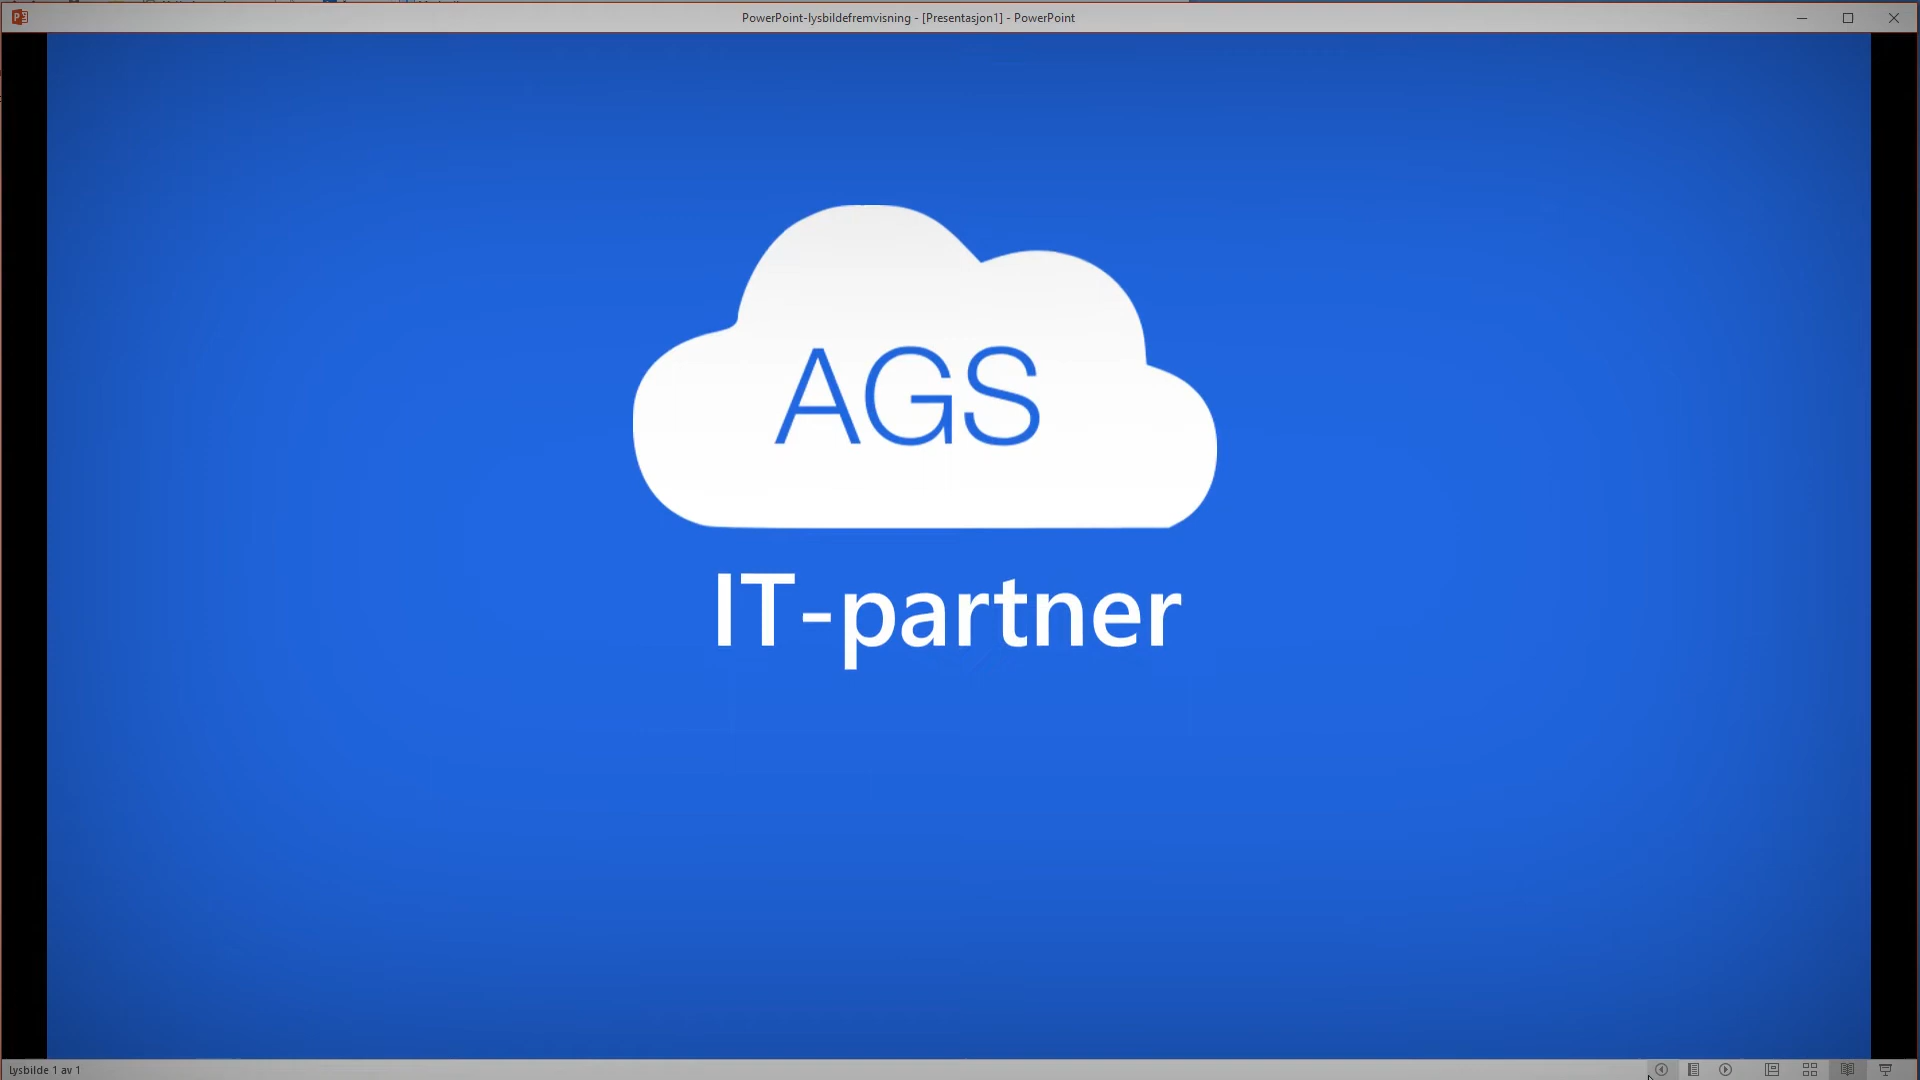 PowerPoint-lysbildefremvisning - [Presentasjon1] - PowerPoint
AGS
IT-partner
Lysbilde 1 av 1